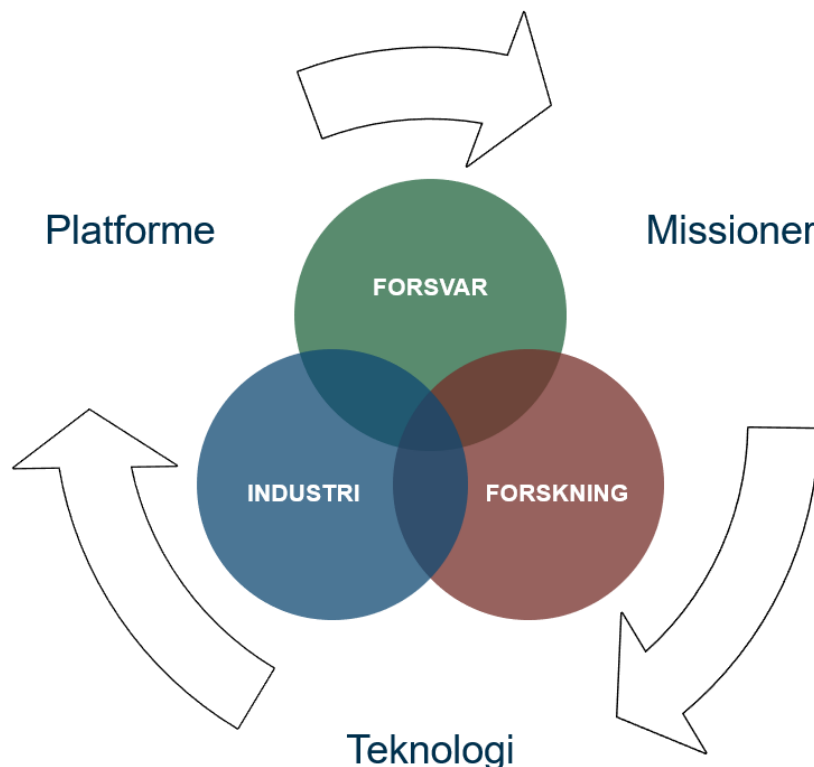 Platforme
Missioner
FORSVAR
INDUSTRI
FORSKNING
Teknologi